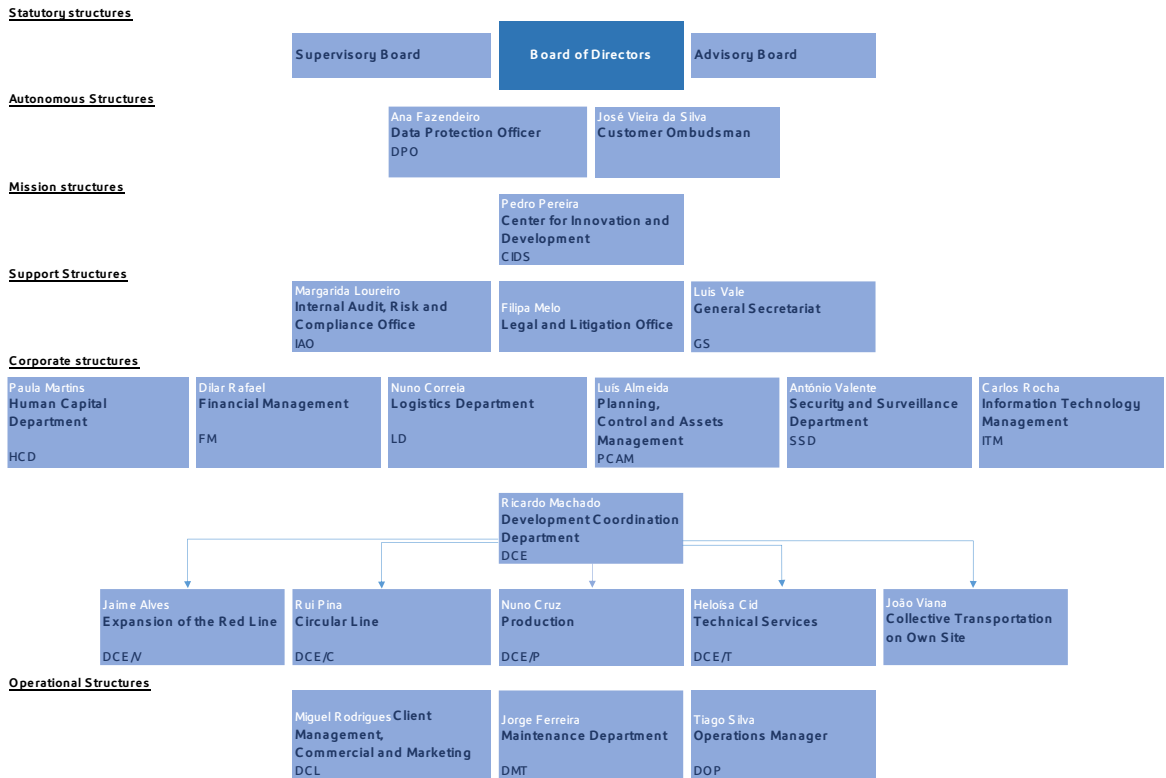 Statutory structures
Supervisory Board
Board of Directors
Advisory Board
Autonomous Structures
Ana Fazendeiro
Data Protection Officer
DPO
José Vieira da Silva
Customer Ombudsman
Mission structures
Pedro Pereira
Center for Innovation and
Development
CIDS
Support Structures
Margarida Loureiro
Internal Audit, Risk and
Compliance Office
IAO
Filipa Melo
Legal and Litigation Office
Luis Vale
General Secretariat
GS
Corporate structures
Paula Martins
Human Capital
Department
HCD
Dilar Rafael
Financial Management
FM
Nuno Correia
Logistics Department
LD
Luís Almeida
Planning,
Control and Assets
Management
PCAM
António Valente
Security and Surveillance
Department
SSD
Carlos Rocha
Information Technology
Management
ITM
Ricardo Machado
Development Coordination
Department
DCE
Jaime Alves
Expansion of the Red Line
DCE/V
Rui Pina
Circular Line
DCE/C
Nuno Cruz
Production
DCE/P
Heloísa Cid
Technical Services
DCE/T
João Viana
Collective Transportation
on Own Site
Operational Structures
Miguel Rodrigues Client
Management,
Commercial and Marketing
DCL
Jorge Ferreira
Maintenance Department
DMT
Tiago Silva
Operations Manager
DOP